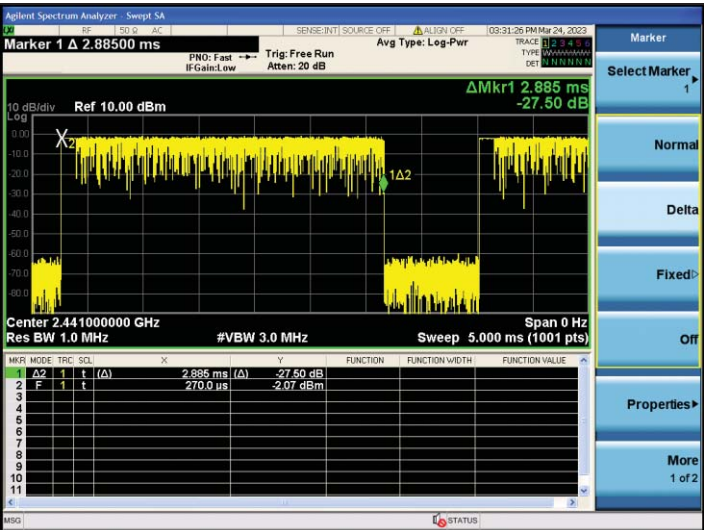 Agilent Spectrum Analyzer - Swept SA
RF 50 Ω AC SENSE:INT SOURCE OFF ALIGN OFF 03:31:26 PM Mar 24, 2023
Marker 1 Δ 2.88500 ms
PNO: Fast
IFGain:Low
Trig: Free Run
Atten: 20 dB
Avg Type: Log-Pwr
TRACE 1 2 3 4 5 6
TYPE
DET N N N N N N
ΔMkr1 2.885 ms
-27.50 dB
10 dB/div Ref 10.00 dBm
Log
0.00
-10.0
-20.0
-30.0
-40.0
-50.0
-60.0
-70.0
-80.0
X2
1Δ2
Center 2.441000000 GHz Span 0 Hz
Res BW 1.0 MHz #VBW 3.0 MHz Sweep 5.000 ms (1001 pts)
MKR MODE TRC SCL X Y FUNCTION FUNCTION WIDTH FUNCTION VALUE
1 Δ2 1 t (Δ) 2.885 ms (Δ) -27.50 dB
2 F 1 t 270.0 µs -2.07 dBm
3
4
5
6
7
8
9
10
11
MSG STATUS
Marker
Select Marker
1
Normal
Delta
Fixed
Off
Properties
More
1 of 2